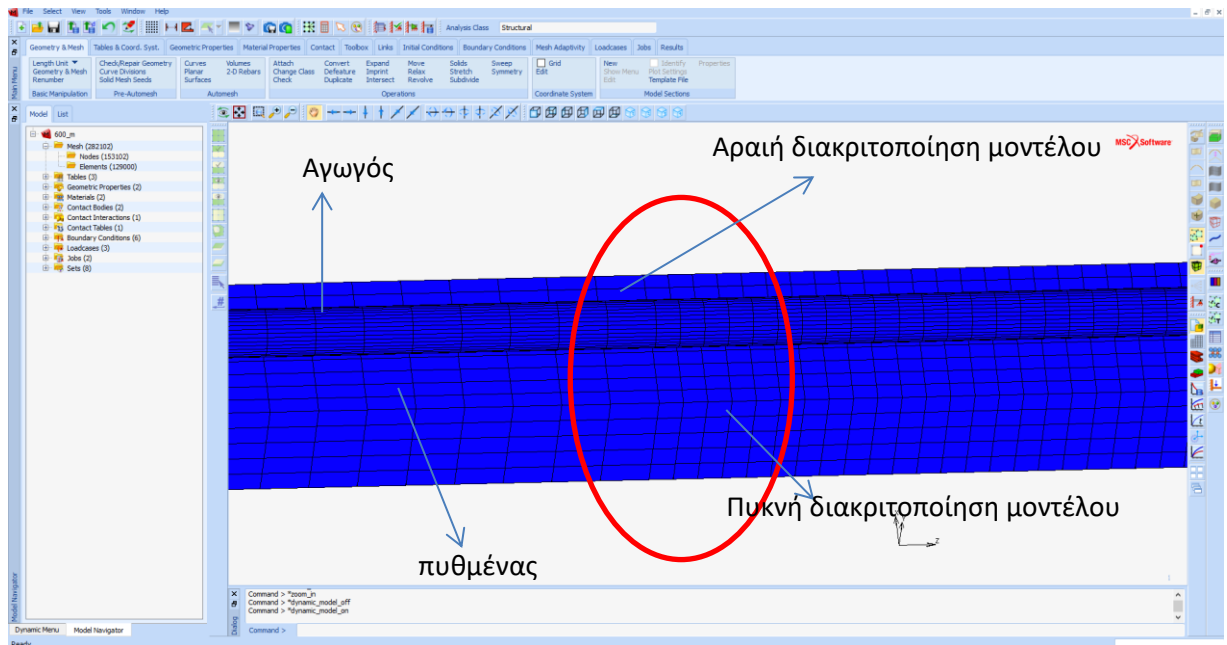 File Select View Tools Window Help
Analysis Class Structural
Geometry & Mesh Tables & Coord. Syst. Geometric Properties Material Properties Contact Toolbox Links Initial Conditions Boundary Conditions Mesh Adaptivity Loadcases Jobs Results
Length Unit Check/Repair Geometry Curves Volumes Attach Convert Expand Move Solids Sweep Grid New Identify Properties
Geometry & Mesh Curve Divisions Planar 2-D Rebars Change Class Defeature Imprint Relax Stretch Symmetry Edit Show Menu Plot Settings
Renumber Solid Mesh Seeds Surfaces Check Duplicate Intersect Revolve Subdivide Edit Template File
Basic Manipulation Pre-Automesh Automesh Operations Coordinate System Model Sections
Main Menu
Model List
600_m
Mesh (282102)
Nodes (153102)
Elements (129000)
Tables (3)
Geometric Properties (2)
Materials (2)
Contact Bodies (2)
Contact Interactions (1)
Contact Tables (1)
Boundary Conditions (6)
Loadcases (3)
Jobs (2)
Sets (8)
MSC Software
Αραιή διακριτοποίηση μοντέλου
Αγωγός
Πυκνή διακριτοποίηση μοντέλου
πυθμένας
z
1
Model Navigator
Command > *zoom_in
Command > *dynamic_model_off
Command > *dynamic_model_on
Dialog
Command >
Dynamic Menu Model Navigator
Ready